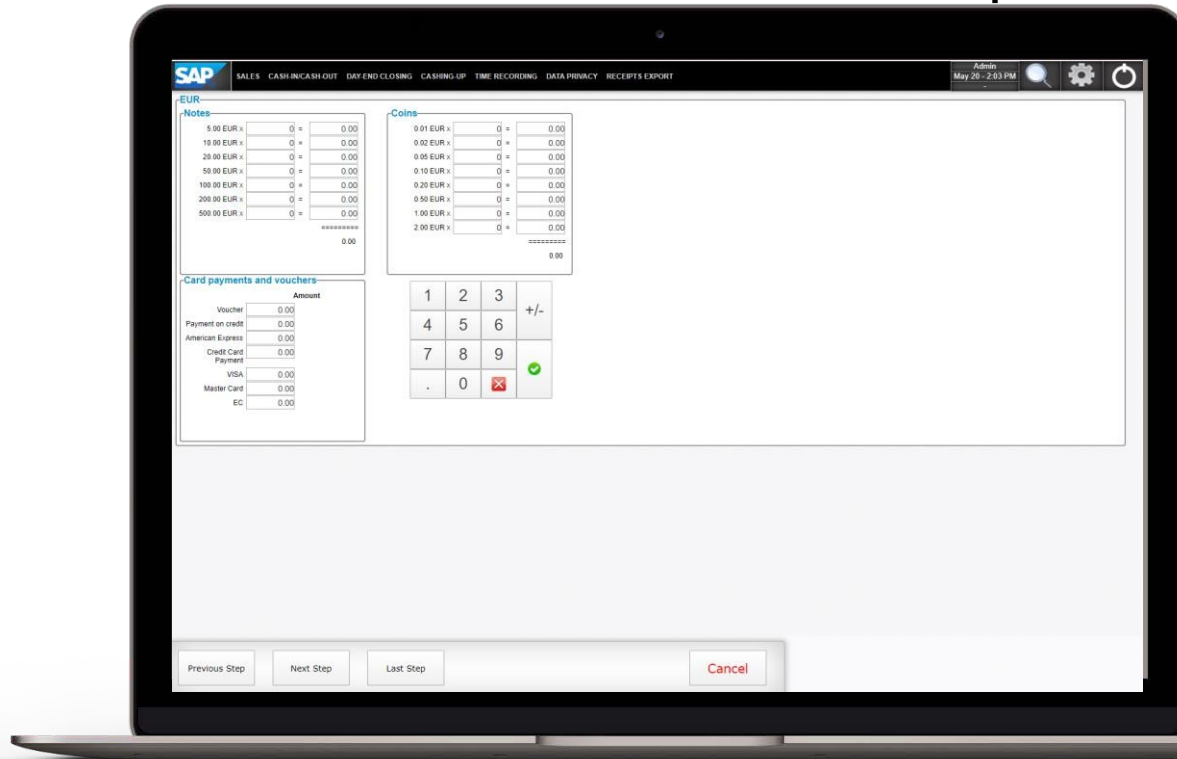 SAP SALES CASH-IN/CASH-OUT DAY-END CLOSING CASHING-UP TIME RECORDING DATA PRIVACY RECEIPTS EXPORT
Admin
May 20 - 2:03 PM
-
EUR
Notes
5.00 EUR x 0 = 0.00
10.00 EUR x 0 = 0.00
20.00 EUR x 0 = 0.00
50.00 EUR x 0 = 0.00
100.00 EUR x 0 = 0.00
200.00 EUR x 0 = 0.00
500.00 EUR x 0 = 0.00
=========
0.00
Coins
0.01 EUR x 0 = 0.00
0.02 EUR x 0 = 0.00
0.05 EUR x 0 = 0.00
0.10 EUR x 0 = 0.00
0.20 EUR x 0 = 0.00
0.50 EUR x 0 = 0.00
1.00 EUR x 0 = 0.00
2.00 EUR x 0 = 0.00
=========
0.00
Card payments and vouchers
Amount
Voucher 0.00
Payment on credit 0.00
American Express 0.00
Credit Card 0.00
Payment
VISA 0.00
Master Card 0.00
EC 0.00
1 2 3 +/-
4 5 6
7 8 9
. 0
Previous Step Next Step Last Step Cancel